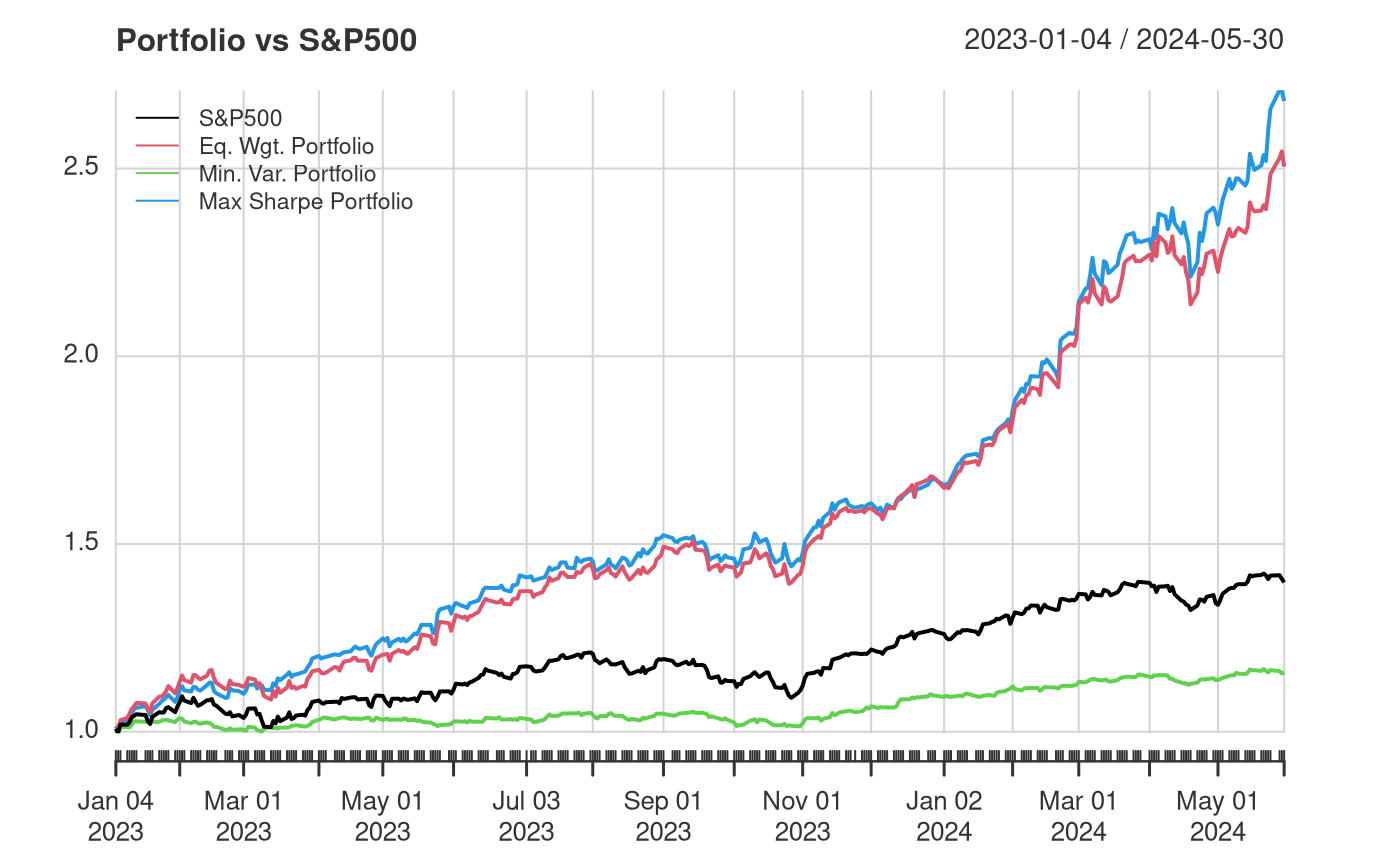 Portfolio vs S&P500 2023-01-04 / 2024-05-30
S&P500
Eq. Wgt. Portfolio
Min. Var. Portfolio
Max Sharpe Portfolio
2.5
2.0
1.5
1.0
Jan 04 Mar 01 May 01 Jul 03 Sep 01 Nov 01 Jan 02 Mar 01 May 01
2023 2023 2023 2023 2023 2023 2024 2024 2024